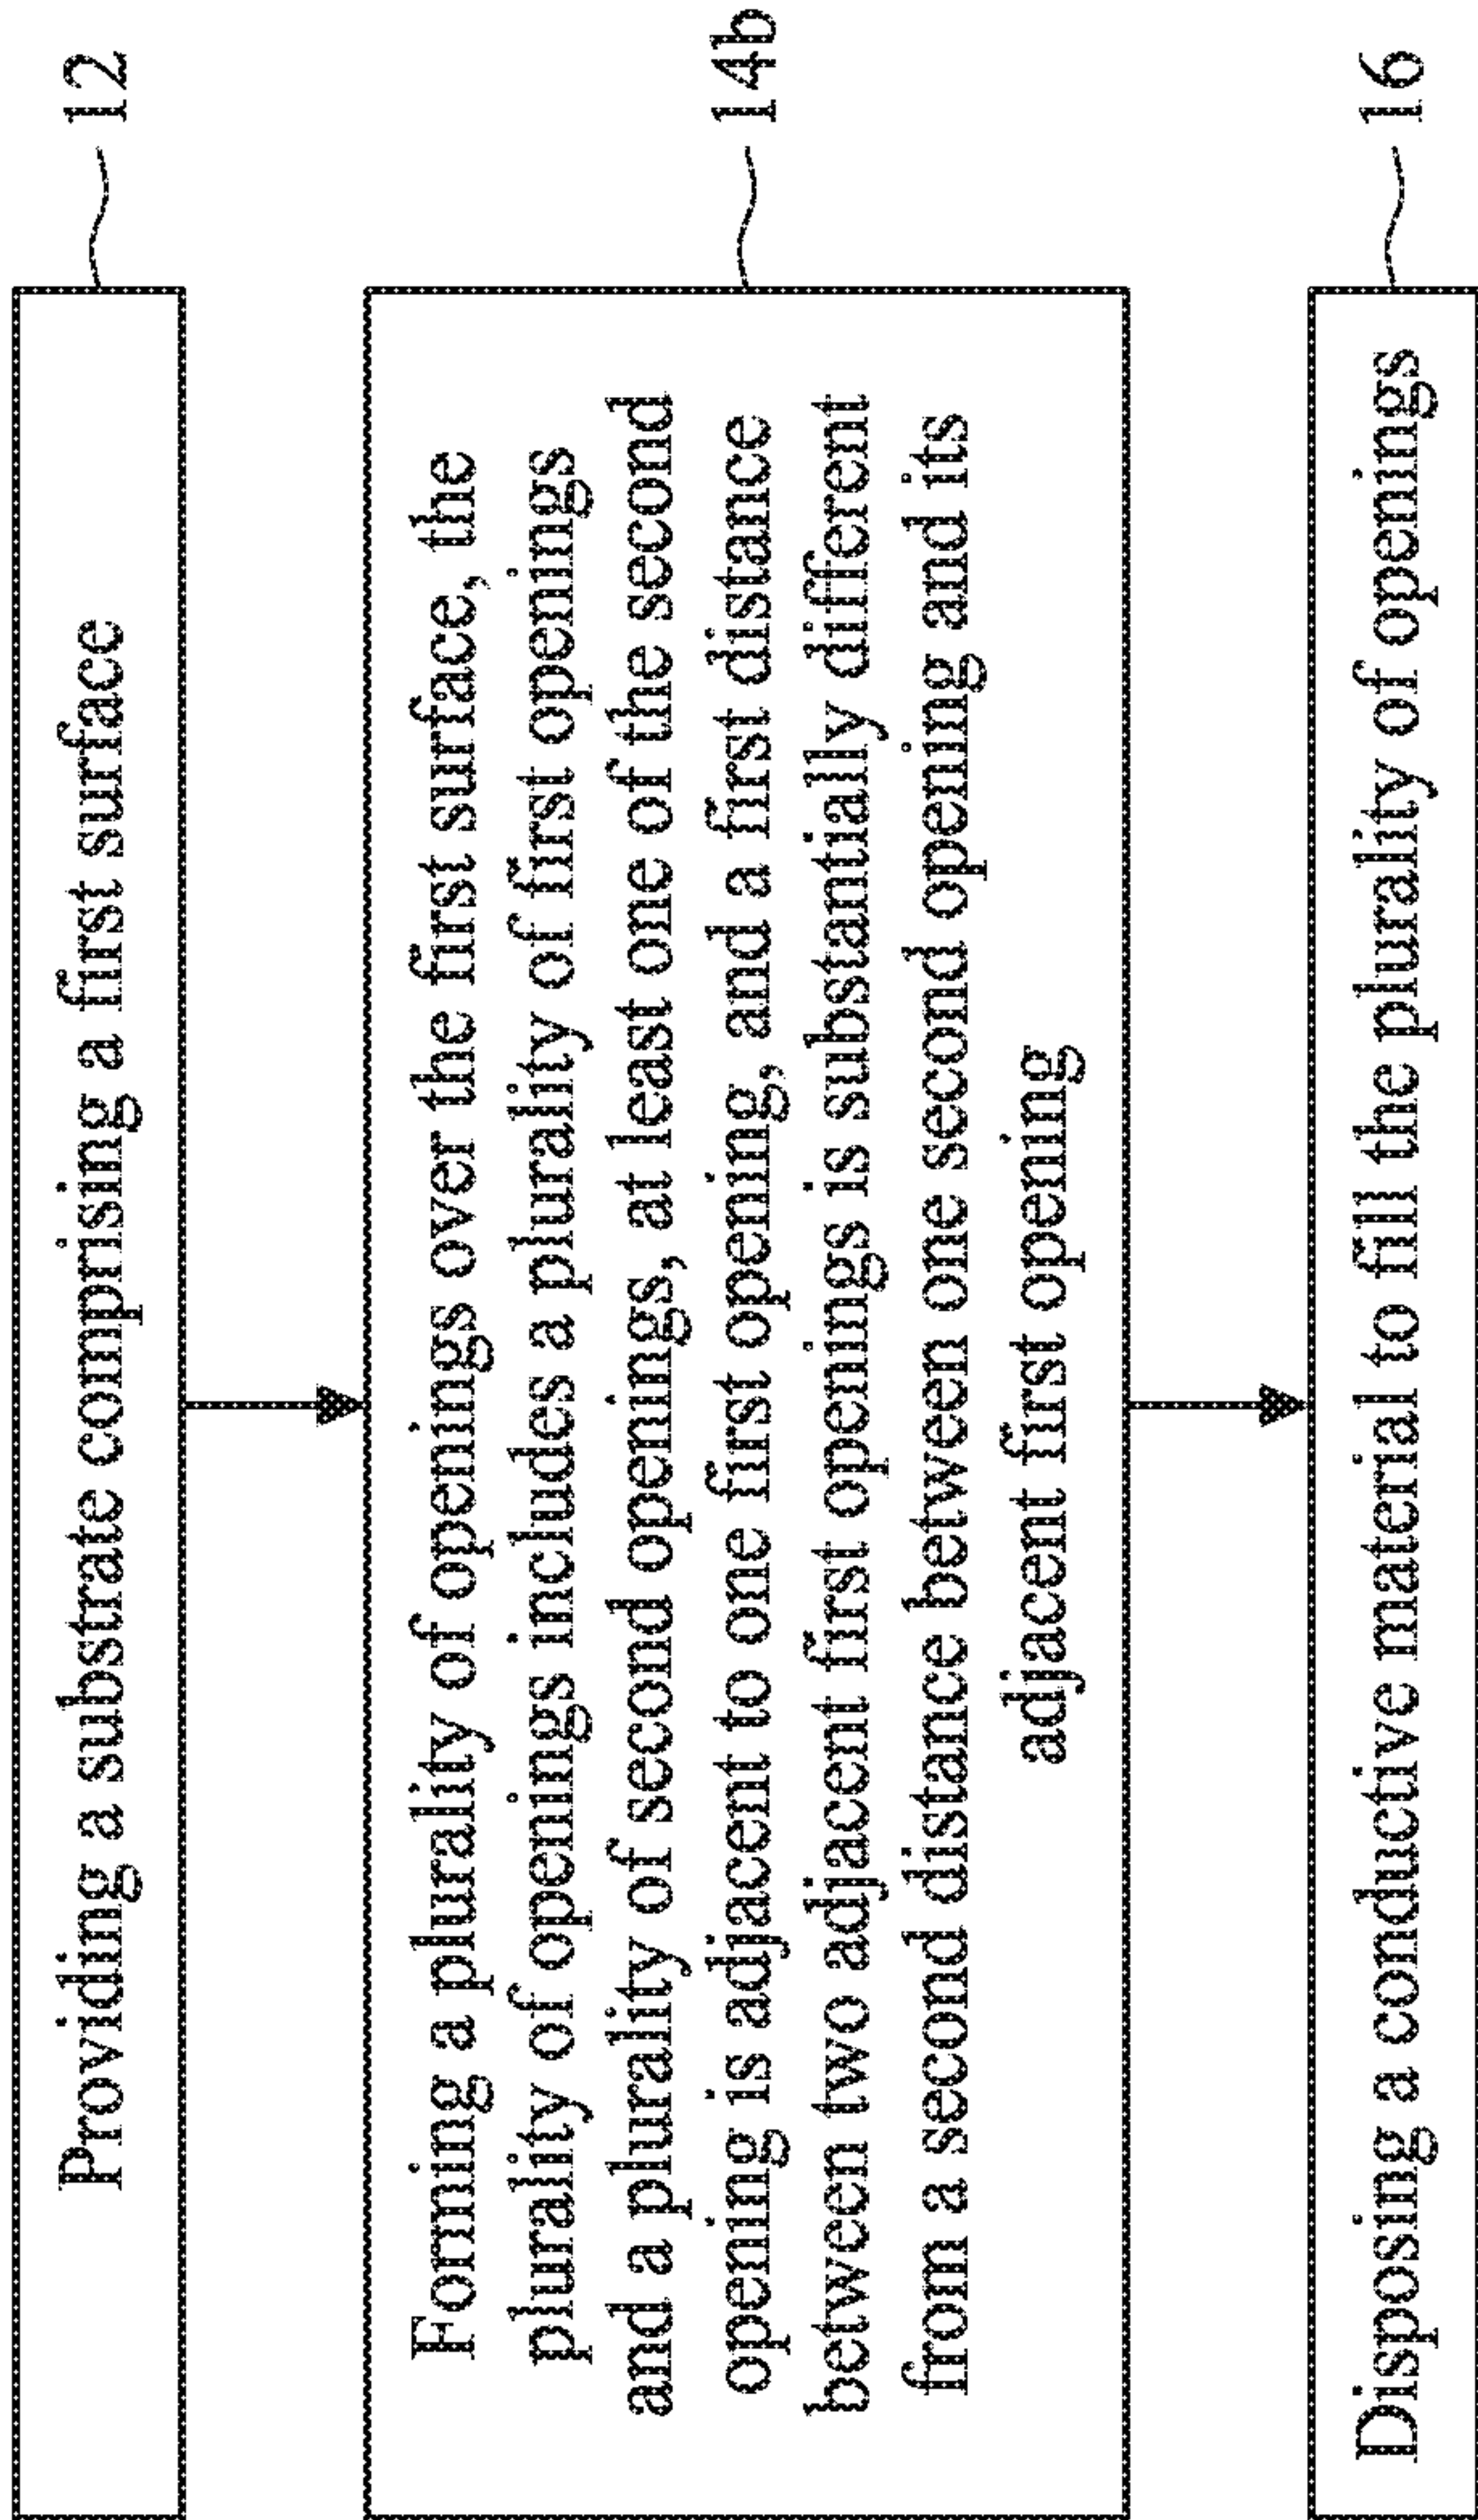 Providing a substrate comprising a first surface
12
Forming a plurality of openings over the first surface, the
plurality of openings includes a plurality of first openings
and a plurality of second openings, at least one of the second
opening is adjacent to one first opening, and a first distance
between two adjacent first openings is substantially different
from a second distance between one second opening and its
adjacent first opening
14b
Disposing a conductive material to fill the plurality of openings
16